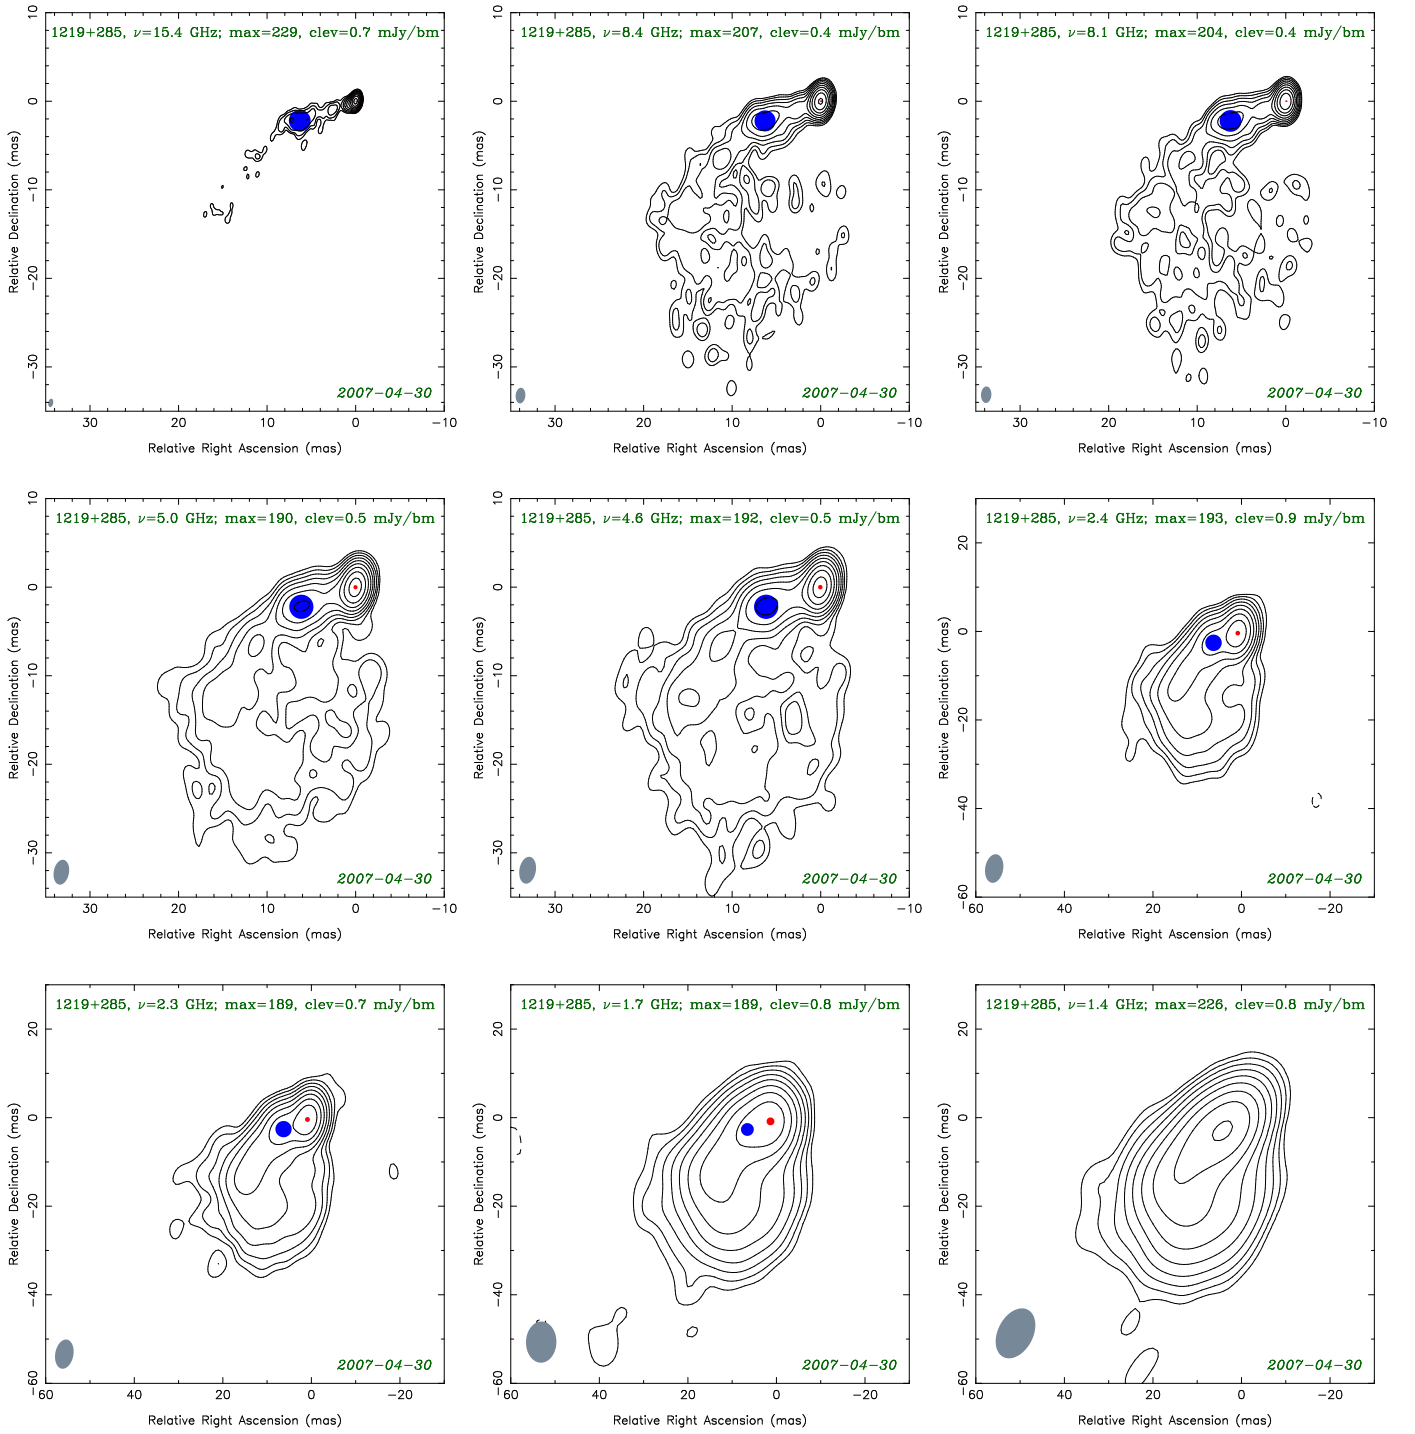 1219+285, ν=15.4 GHz; max=229, clev=0.7 mJy/bm
10
0
−10
−20
−30
Relative Declination (mas)
2007-04-30
30 20 10 0 −10
Relative Right Ascension (mas)
1219+285, ν=8.4 GHz; max=207, clev=0.4 mJy/bm
10
0
−10
−20
−30
Relative Declination (mas)
2007-04-30
30 20 10 0 −10
Relative Right Ascension (mas)
1219+285, ν=8.1 GHz; max=204, clev=0.4 mJy/bm
10
0
−10
−20
−30
Relative Declination (mas)
2007-04-30
30 20 10 0 −10
Relative Right Ascension (mas)
1219+285, ν=5.0 GHz; max=190, clev=0.5 mJy/bm
10
0
−10
−20
−30
Relative Declination (mas)
2007-04-30
30 20 10 0 −10
Relative Right Ascension (mas)
1219+285, ν=4.6 GHz; max=192, clev=0.5 mJy/bm
10
0
−10
−20
−30
Relative Declination (mas)
2007-04-30
30 20 10 0 −10
Relative Right Ascension (mas)
1219+285, ν=2.4 GHz; max=193, clev=0.9 mJy/bm
20
0
−20
−40
−60
Relative Declination (mas)
2007-04-30
60 40 20 0 −20
Relative Right Ascension (mas)
1219+285, ν=2.3 GHz; max=189, clev=0.7 mJy/bm
20
0
−20
−40
−60
Relative Declination (mas)
2007-04-30
60 40 20 0 −20
Relative Right Ascension (mas)
1219+285, ν=1.7 GHz; max=189, clev=0.8 mJy/bm
20
0
−20
−40
−60
Relative Declination (mas)
2007-04-30
60 40 20 0 −20
Relative Right Ascension (mas)
1219+285, ν=1.4 GHz; max=226, clev=0.8 mJy/bm
20
0
−20
−40
−60
Relative Declination (mas)
2007-04-30
60 40 20 0 −20
Relative Right Ascension (mas)